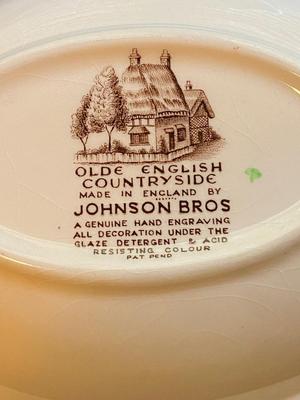 OLDE ENGLISH
COUNTRYSIDE
MADE IN ENGLAND BY
JOHNSON BROS
A GENUINE HAND ENGRAVING
ALL DECORATION UNDER THE
GLAZE DETERGENT & ACID
RESISTING COLOUR
PAT PEND